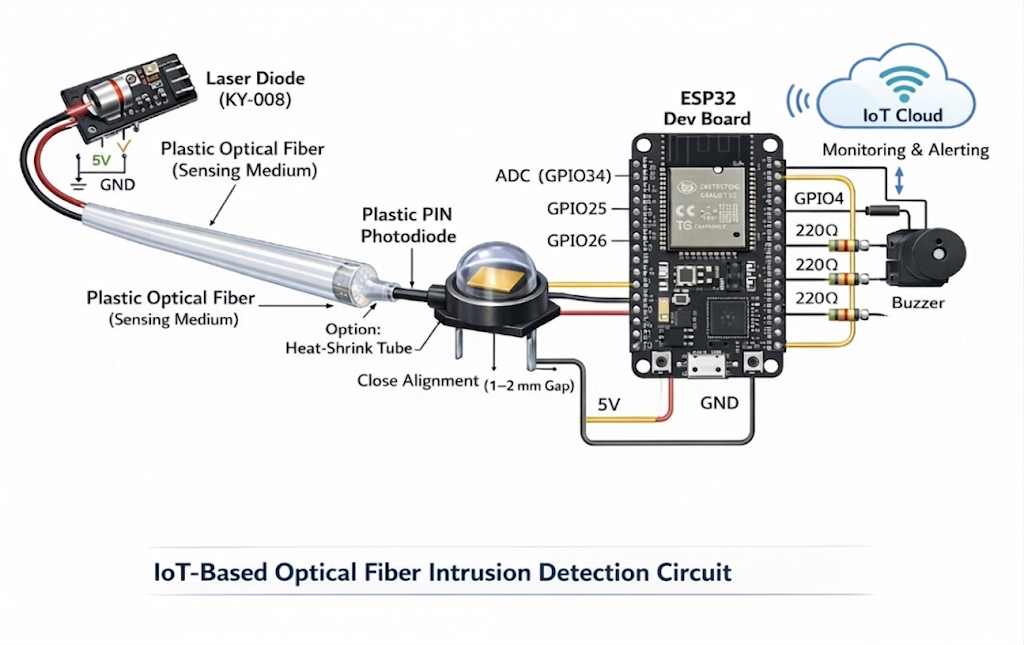 Laser Diode
(KY-008)
5V
GND
Plastic Optical Fiber
(Sensing Medium)
Plastic PIN
Photodiode
Plastic Optical Fiber
(Sensing Medium)
Option:
Heat-Shrink Tube
Close Alignment (1–2 mm Gap)
ESP32
Dev Board
ADC (GPIO34)
GPIO25
GPIO26
5V
GND
IoT Cloud
Monitoring & Alerting
GPIO4
220Ω
220Ω
220Ω
Buzzer
IoT-Based Optical Fiber Intrusion Detection Circuit